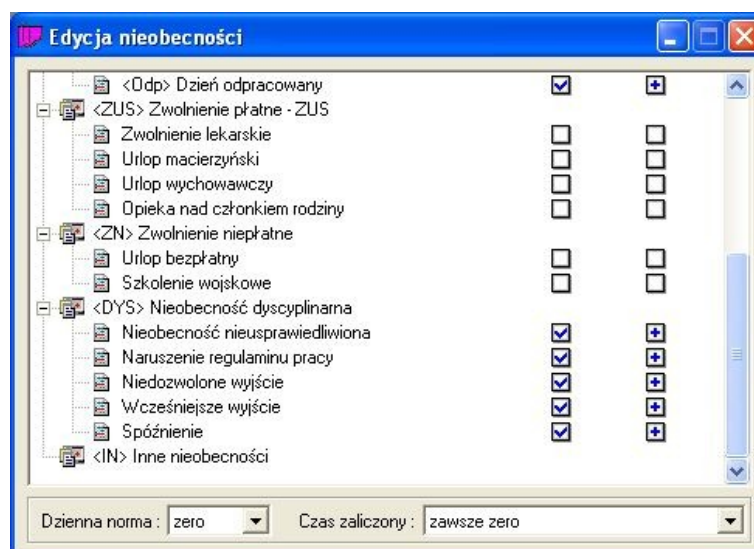 Edycja nieobecności
<Odp> Dzień odpracowany
<ZUS> Zwolnienie płatne - ZUS
Zwolnienie lekarskie
Urlop macierzyński
Urlop wychowawczy
Opieka nad członkiem rodziny
<ZN> Zwolnienie niepłatne
Urlop bezpłatny
Szkolenie wojskowe
<DYS> Nieobecność dyscyplinarna
Nieobecność nieusprawiedliwiona
Naruszenie regulaminu pracy
Niedozwolone wyjście
Wcześniejsze wyjście
Spóźnienie
<IN> Inne nieobecności
Dzienna norma : zero Czas zaliczony : zawsze zero